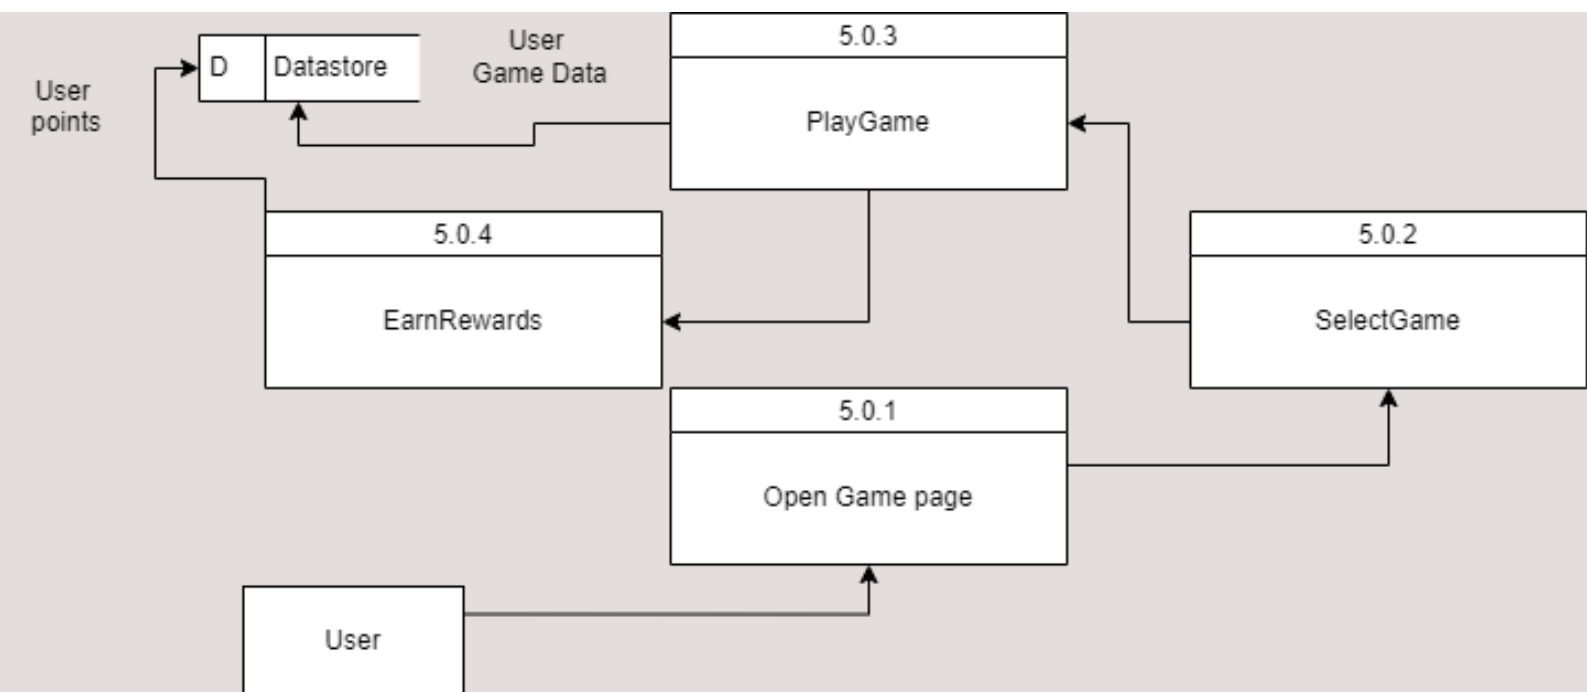 User
Game Data
5.0.3
D
Datastore
User
points
PlayGame
5.0.4
5.0.2
EarnRewards
SelectGame
5.0.1
Open Game page
User